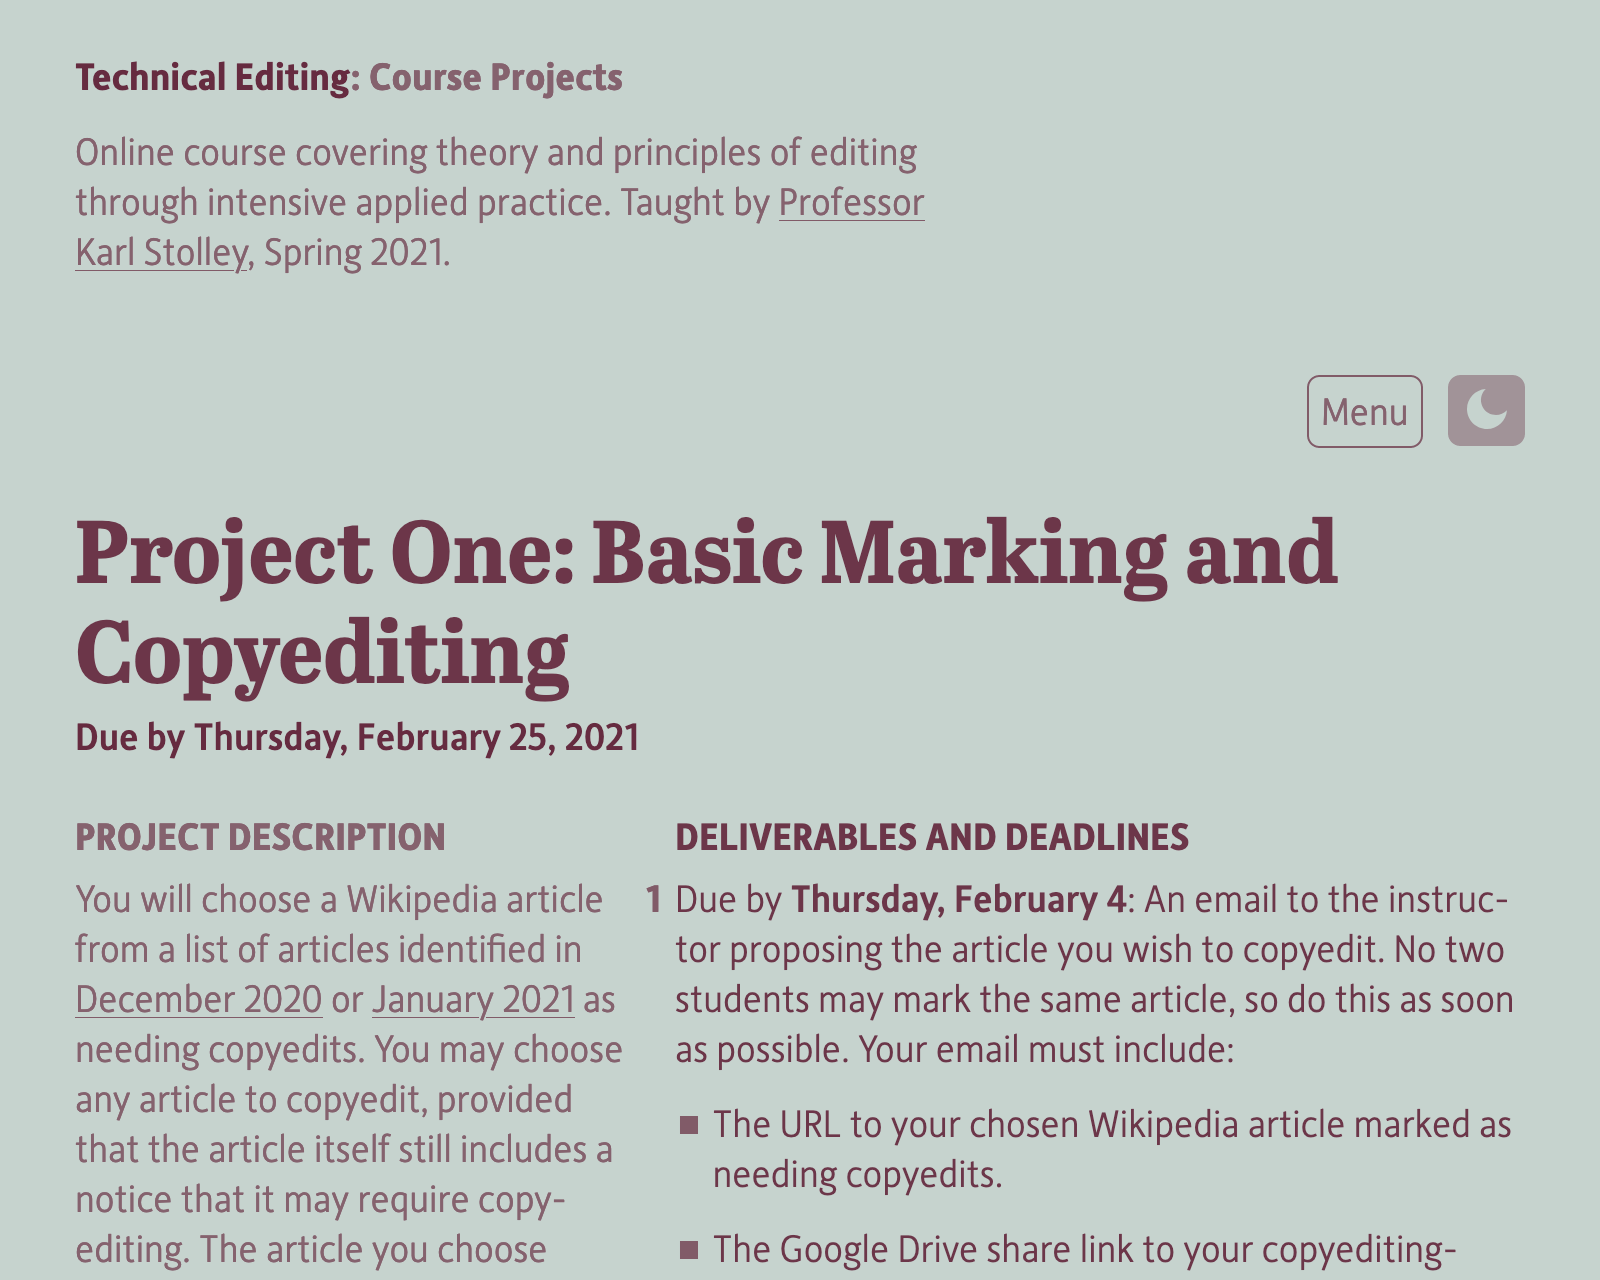 Technical Editing: Course Projects
Online course covering theory and principles of editing
through intensive applied practice. Taught by Professor
Karl Stolley, Spring 2021.
Menu
Project One: Basic Marking and
Copyediting
Due by Thursday, February 25, 2021
PROJECT DESCRIPTION
You will choose a Wikipedia article
from a list of articles identified in
December 2020 or January 2021 as
needing copyedits. You may choose
any article to copyedit, provided
that the article itself still includes a
notice that it may require copy-
editing. The article you choose
DELIVERABLES AND DEADLINES
1 Due by Thursday, February 4: An email to the instruc-
tor proposing the article you wish to copyedit. No two
students may mark the same article, so do this as soon
as possible. Your email must include:
The URL to your chosen Wikipedia article marked as
needing copyedits.
The Google Drive share link to your copyediting-